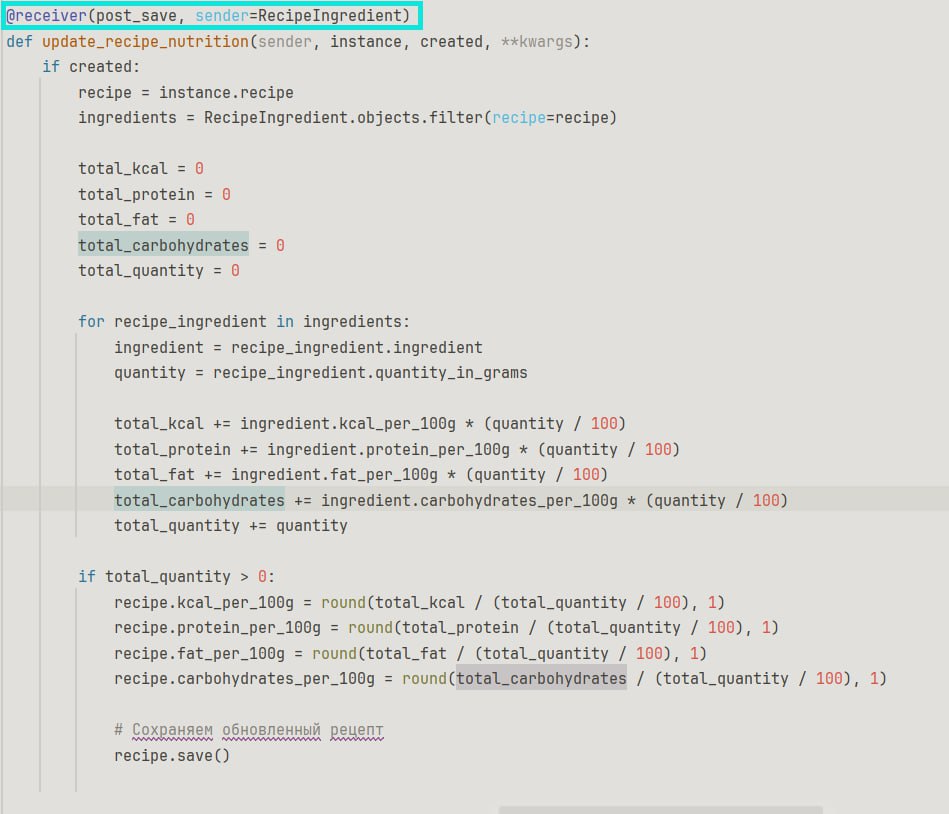 @receiver(post_save, sender=RecipeIngredient)
def update_recipe_nutrition(sender, instance, created, **kwargs):
    if created:
        recipe = instance.recipe
        ingredients = RecipeIngredient.objects.filter(recipe=recipe)

        total_kcal = 0
        total_protein = 0
        total_fat = 0
        total_carbohydrates = 0
        total_quantity = 0

        for recipe_ingredient in ingredients:
            ingredient = recipe_ingredient.ingredient
            quantity = recipe_ingredient.quantity_in_grams

            total_kcal += ingredient.kcal_per_100g * (quantity / 100)
            total_protein += ingredient.protein_per_100g * (quantity / 100)
            total_fat += ingredient.fat_per_100g * (quantity / 100)
            total_carbohydrates += ingredient.carbohydrates_per_100g * (quantity / 100)
            total_quantity += quantity

        if total_quantity > 0:
            recipe.kcal_per_100g = round(total_kcal / (total_quantity / 100), 1)
            recipe.protein_per_100g = round(total_protein / (total_quantity / 100), 1)
            recipe.fat_per_100g = round(total_fat / (total_quantity / 100), 1)
            recipe.carbohydrates_per_100g = round(total_carbohydrates / (total_quantity / 100), 1)

            # Сохраняем обновленный рецепт
            recipe.save()